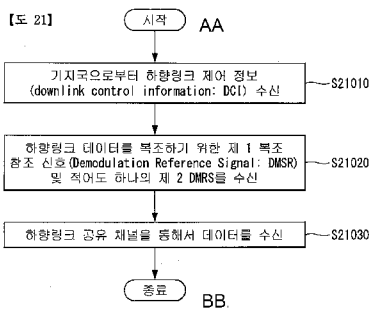 【도 21】
시작
AA
기지국으로부터 하향링크 제어 정보
(downlink control information: DCI) 수신
S21010
하향링크 데이터를 복조하기 위한 제 1 복조
참조 신호(Demodulation Reference Signal: DMSR)
및 적어도 하나의 제 2 DMRS를 수신
S21020
하향링크 공유 채널을 통해서 데이터를 수신
S21030
종료
BB.